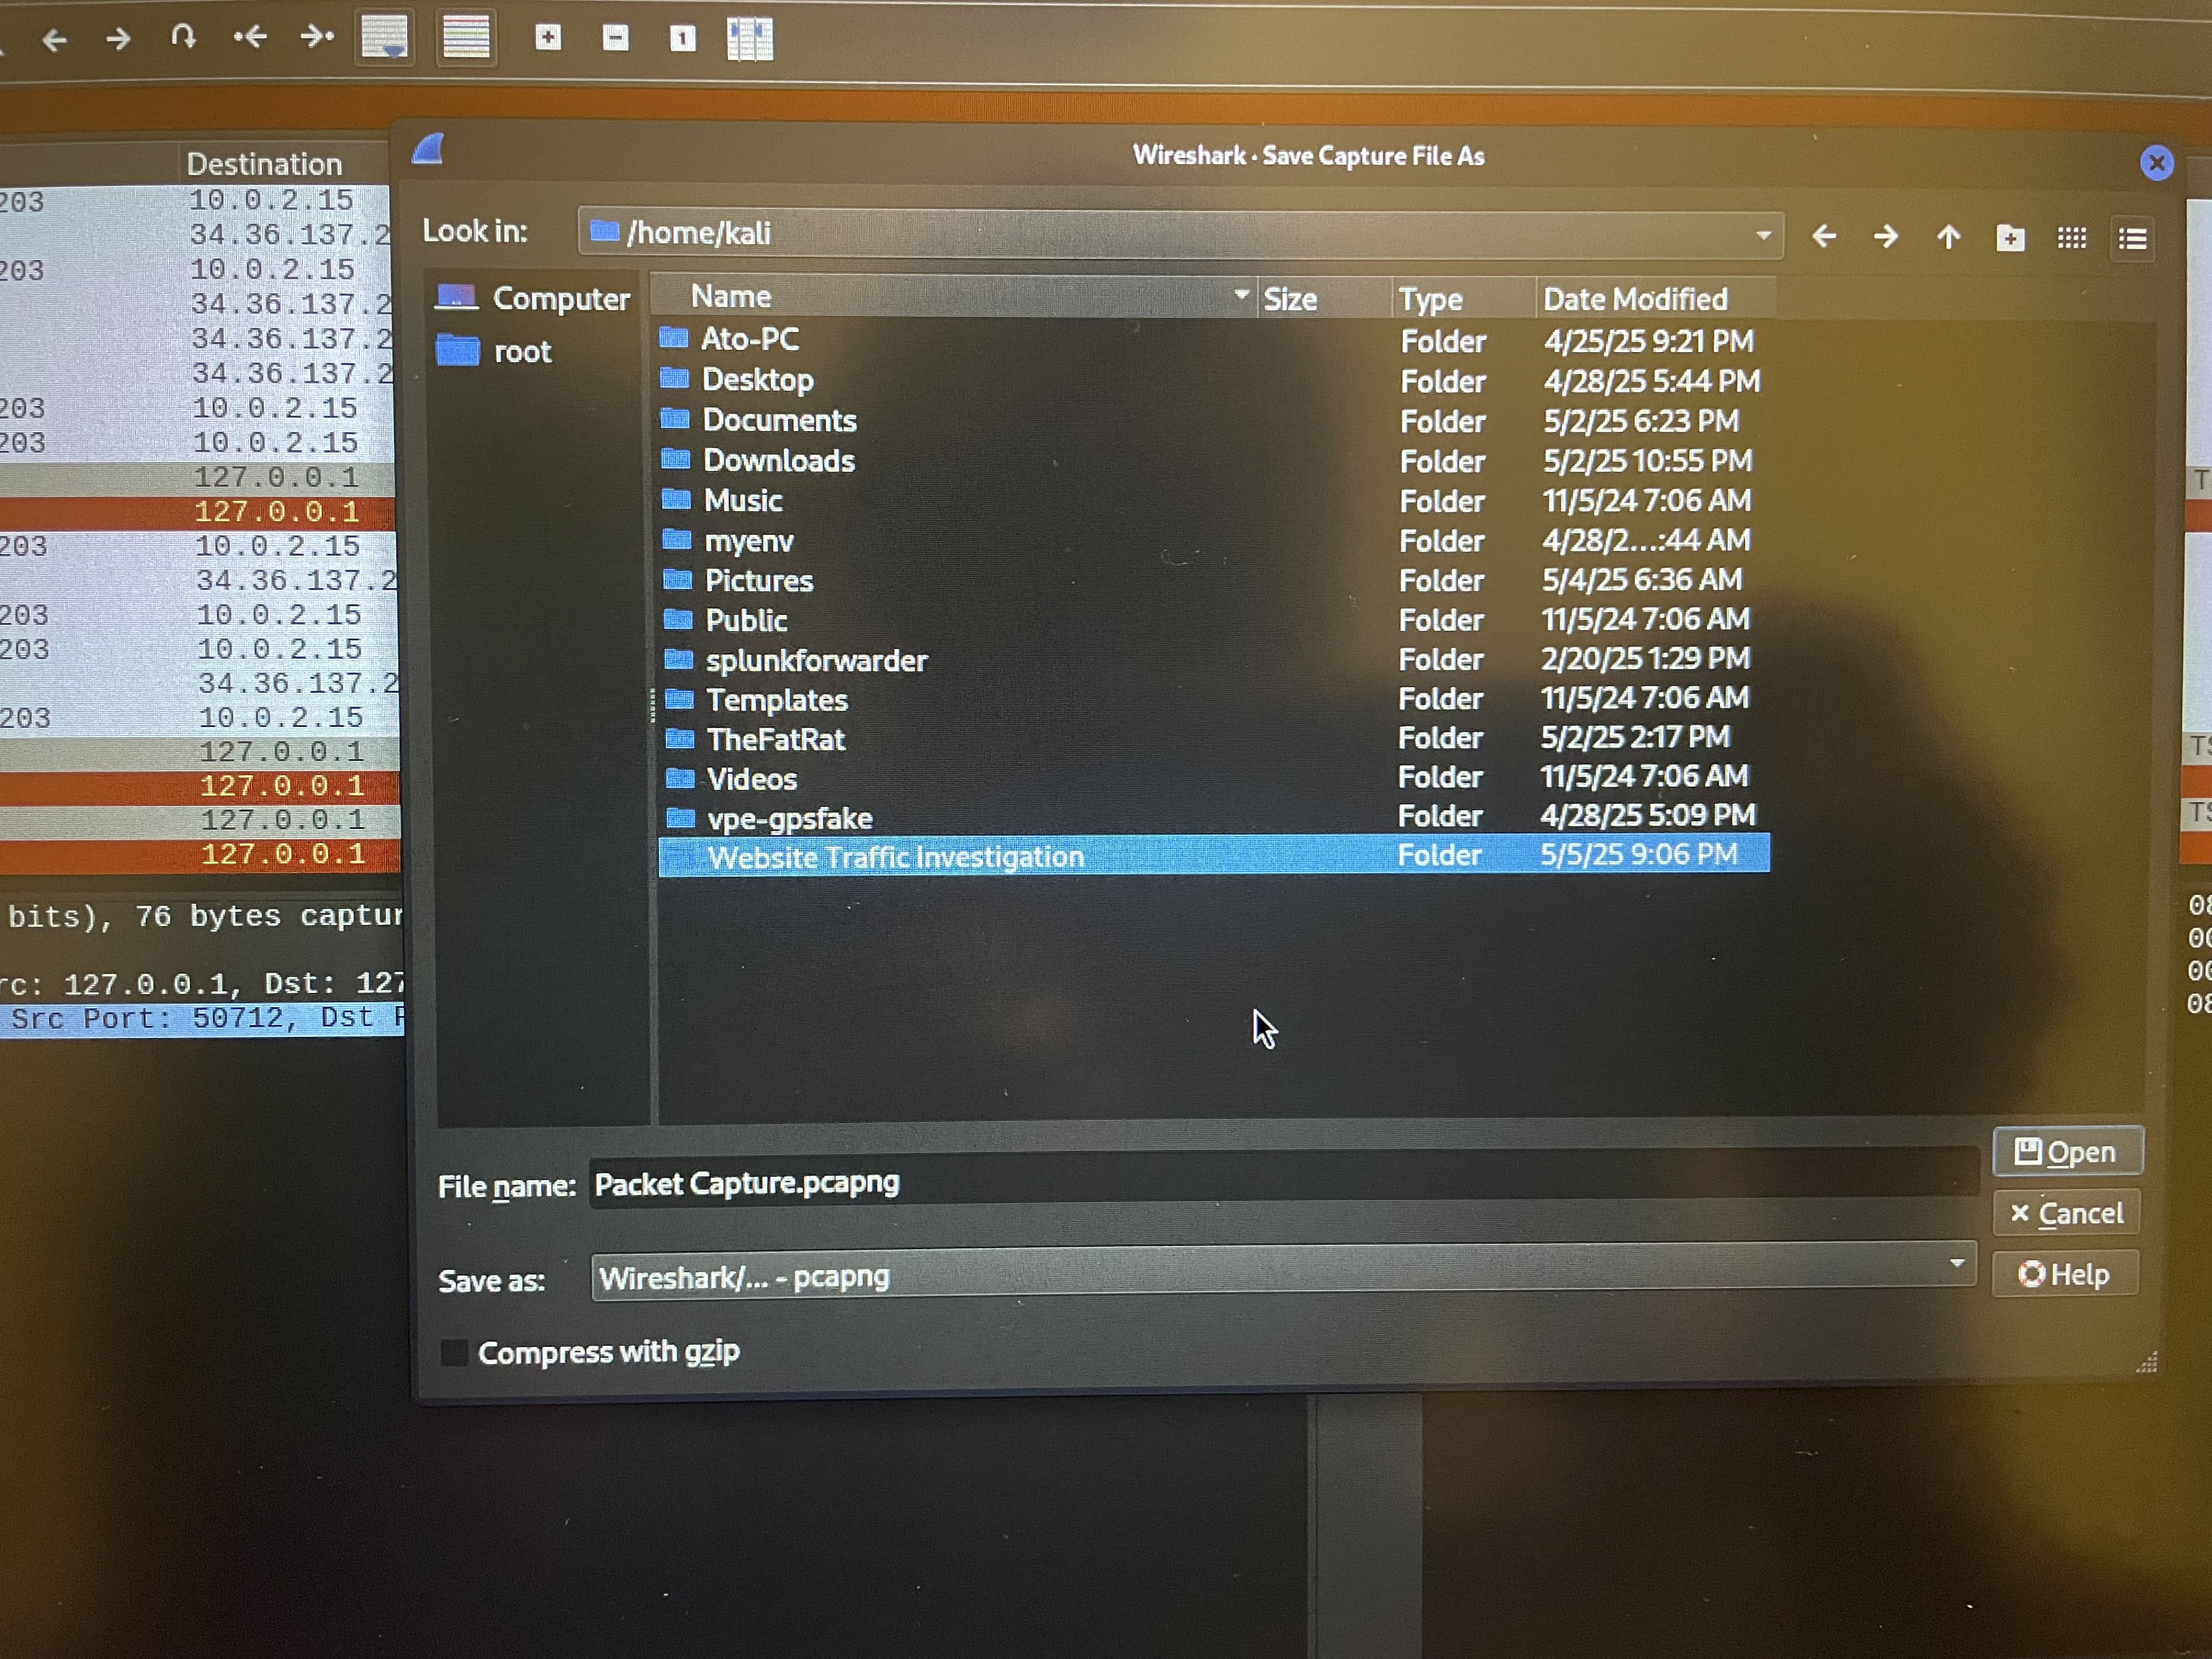 1
Destination
203 10.0.2.15
34.36.137.2
203 10.0.2.15
34.36.137.2
34.36.137.2
34.36.137.2
203 10.0.2.15
203 10.0.2.15
127.0.0.1
127.0.0.1
203 10.0.2.15
34.36.137.2
203 10.0.2.15
203 10.0.2.15
34.36.137.2
203 10.0.2.15
127.0.0.1
127.0.0.1
127.0.0.1
127.0.0.1
bits), 76 bytes captur
rc: 127.0.0.1, Dst: 127
Src Port: 50712, Dst P
Wireshark · Save Capture File As
Look in: /home/kali
Computer
root
Name Size Type Date Modified
Ato-PC Folder 4/25/25 9:21 PM
Desktop Folder 4/28/25 5:44 PM
Documents Folder 5/2/25 6:23 PM
Downloads Folder 5/2/25 10:55 PM
Music Folder 11/5/24 7:06 AM
myenv Folder 4/28/2...:44 AM
Pictures Folder 5/4/25 6:36 AM
Public Folder 11/5/24 7:06 AM
splunkforwarder Folder 2/20/25 1:29 PM
Templates Folder 11/5/24 7:06 AM
TheFatRat Folder 5/2/25 2:17 PM
Videos Folder 11/5/24 7:06 AM
vpe-gpsfake Folder 4/28/25 5:09 PM
Website Traffic Investigation Folder 5/5/25 9:06 PM
File name: Packet Capture.pcapng
Open
Cancel
Save as: Wireshark/... - pcapng
Help
Compress with gzip
T
TS
TS
08
00
00
08